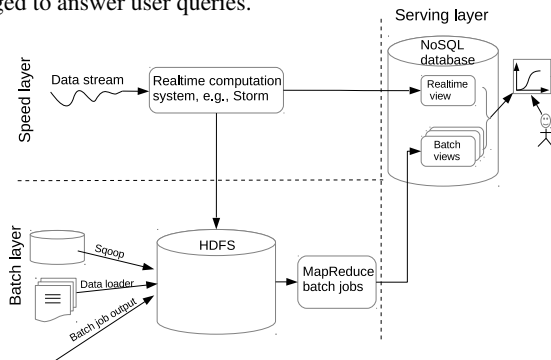 ged to answer user queries.
Serving layer
Speed layer
Data stream
Realtime computation
system, e.g., Storm
NoSQL
database
Realtime
view
Batch
views
Batch layer
Sqoop
Data loader
Batch job output
HDFS
MapReduce
batch jobs